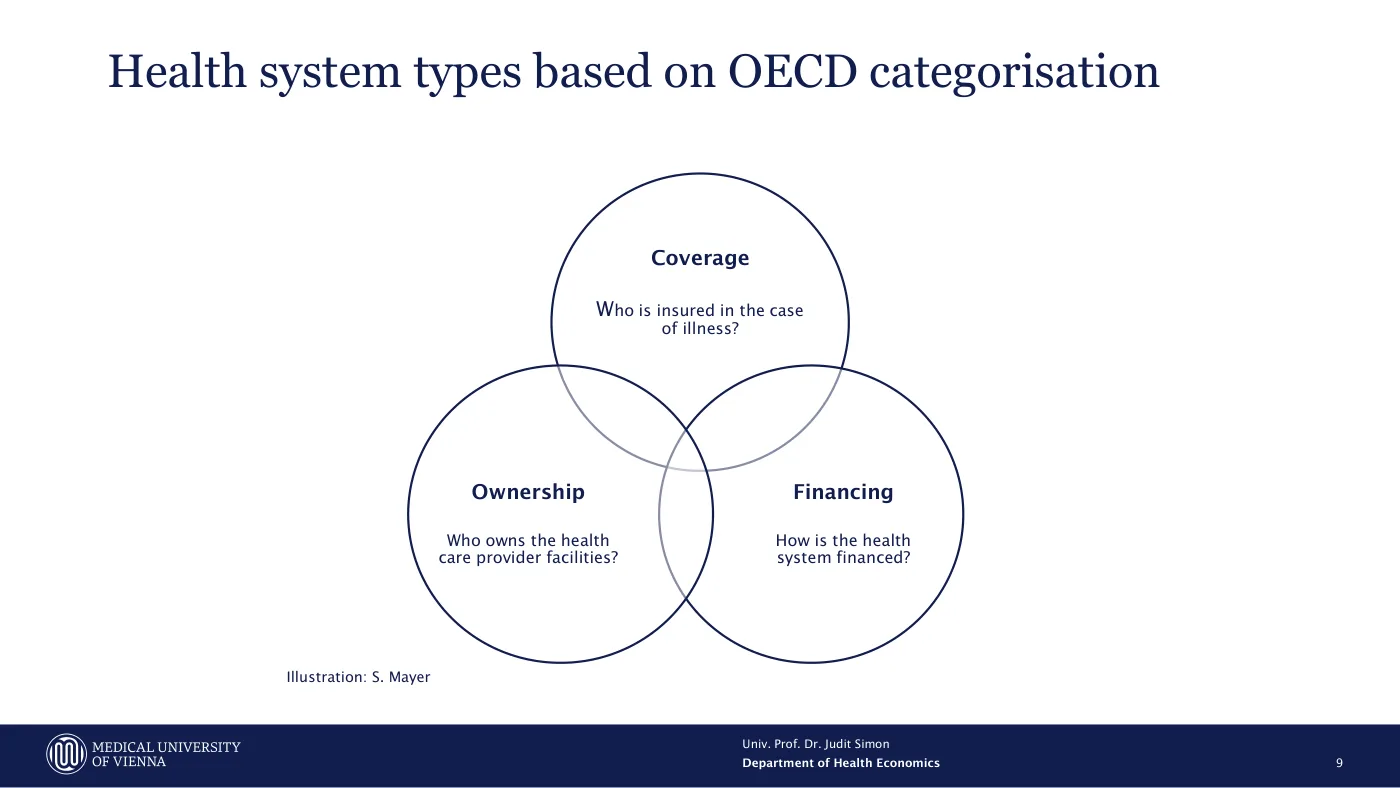 Health system types based on OECD categorisation
Coverage
Who is insured in the case
of illness?
Ownership
Who owns the health
care provider facilities?
Financing
How is the health
system financed?
Illustration: S. Mayer
MEDICAL UNIVERSITY
OF VIENNA
Univ. Prof. Dr. Judit Simon
Department of Health Economics
9